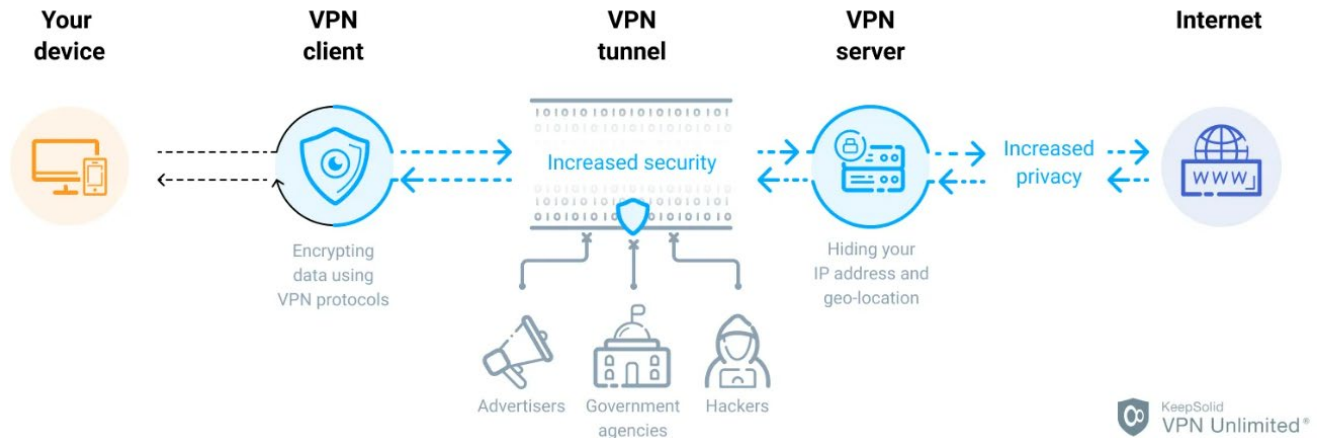 Your
device
VPN
client
VPN
tunnel
VPN
server
Internet
1010101010101010101
Increased security
Increased
privacy
WWW
Encrypting
data using
VPN protocols
Hiding your
IP address and
geo-location
Advertisers
Government
agencies
Hackers
KeepSolid
VPN Unlimited®